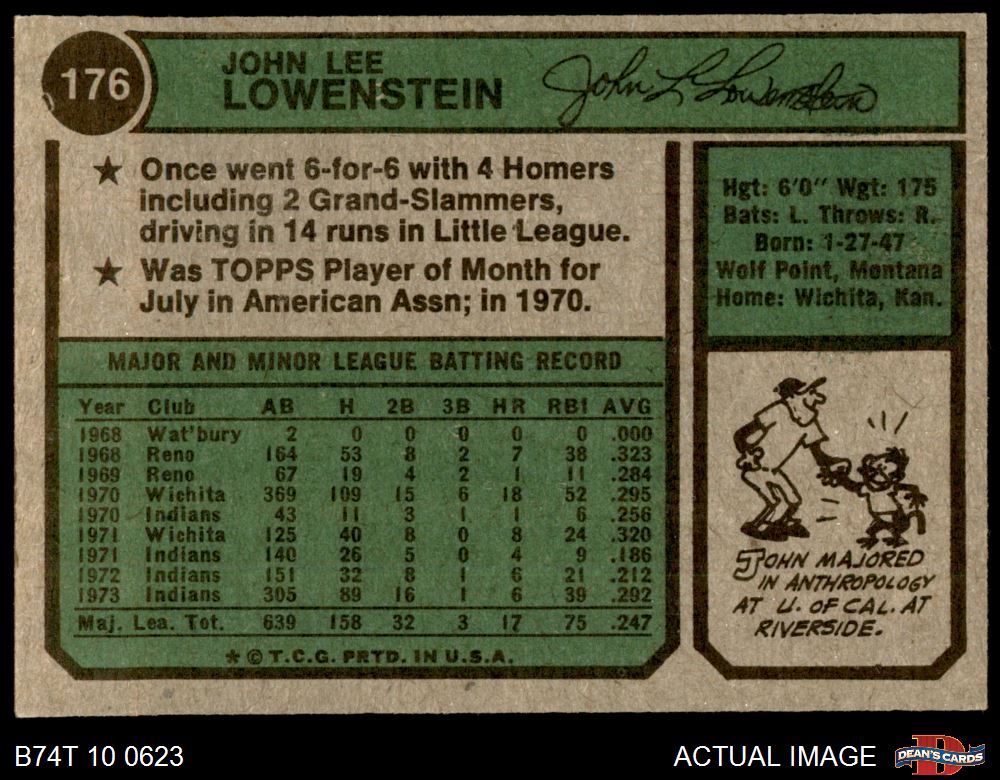 176
JOHN LEE
LOWENSTEIN
John L Lowenstein
★ Once went 6-for-6 with 4 Homers
including 2 Grand-Slammers,
driving in 14 runs in Little League.
★ Was TOPPS Player of Month for
July in American Assn; in 1970.
Hgt: 6'0" Wgt: 175
Bats: L. Throws: R.
Born: 1-27-47
Wolf Point, Montana
Home: Wichita, Kan.
MAJOR AND MINOR LEAGUE BATTING RECORD
Year Club AB H 2B 3B HR RBI AVG
1968 Wat'bury 2 0 0 0 0 0 .000
1968 Reno 164 53 8 2 7 38 .323
1969 Reno 67 19 4 2 1 11 .284
1970 Wichita 369 109 15 6 18 52 .295
1970 Indians 43 11 3 1 1 6 .256
1971 Wichita 125 40 8 0 8 24 .320
1971 Indians 140 26 5 0 4 9 .186
1972 Indians 151 32 8 1 6 21 .212
1973 Indians 305 89 16 1 6 39 .292
Maj. Lea. Tot. 639 158 32 3 17 75 .247
* © T.C.G. PRTD. IN U.S.A.
JOHN MAJORED
IN ANTHROPOLOGY
AT U. OF CAL. AT
RIVERSIDE.
B74T 10 0623
ACTUAL IMAGE
DEAN'S CARDS